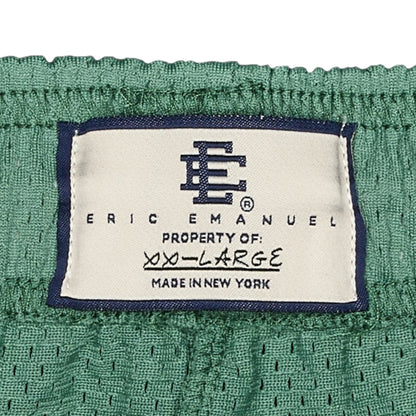 EE®
ERIC EMANUEL
PROPERTY OF:
XX-LARGE
MADE IN NEW YORK